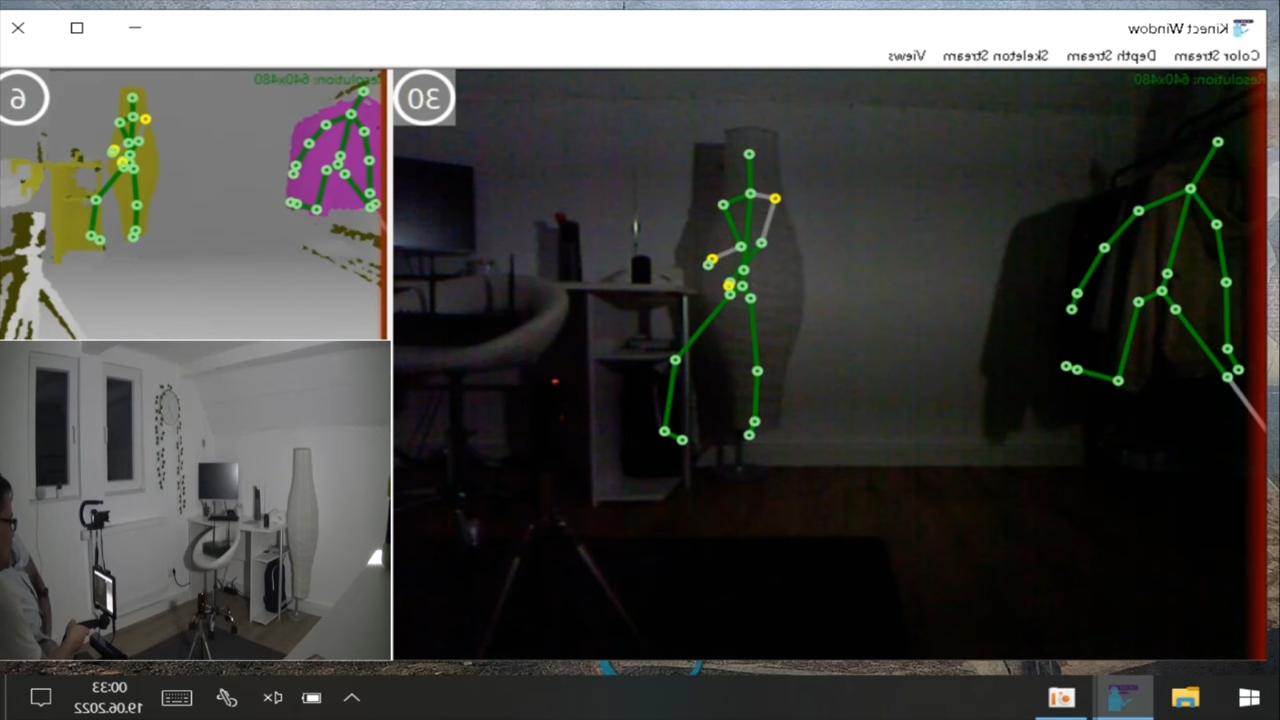 Kinect Window
Color Stream Depth Stream Skeleton Stream Views
Resolution: 640x480
30
Resolution: 640x480
6
00:33
19.06.2022